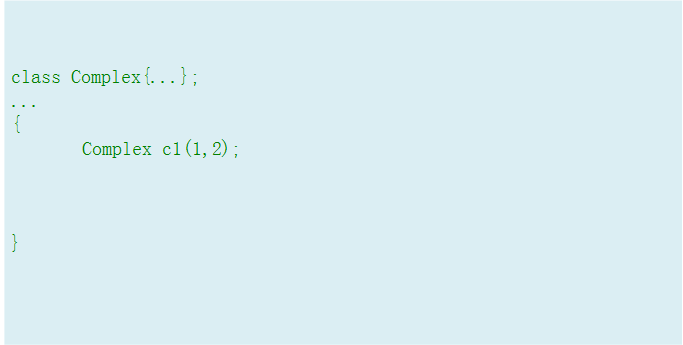 class Complex{...};
...
{
Complex c1(1,2);
}